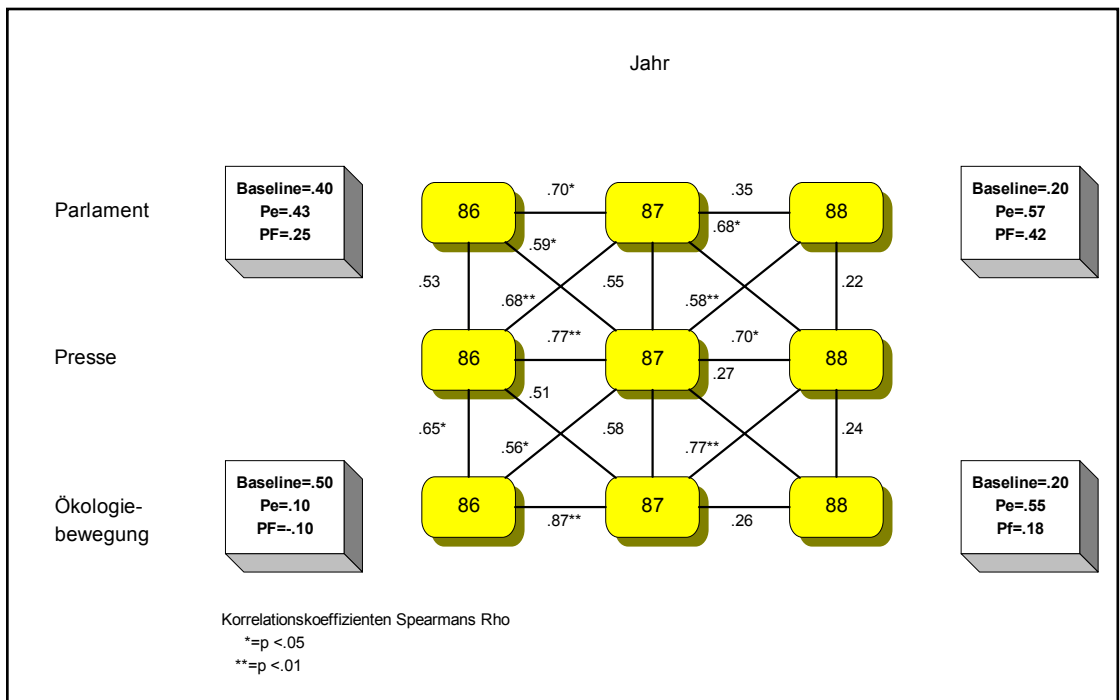 Jahr
Parlament
Baseline=.40
Pe=.43
PF=.25
86
.70*
87
.35
88
Baseline=.20
Pe=.57
PF=.42
.59*
.68*
.53
.68**
.55
.58**
.22
Presse
86
.77**
87
.70*
88
.27
.51
.65*
.56*
.58
.77**
.24
Ökologie-
bewegung
Baseline=.50
Pe=.10
PF=-.10
86
.87**
87
.26
88
Baseline=.20
Pe=.55
Pf=.18
Korrelationskoeffizienten Spearmans Rho
*=p <.05
**=p <.01